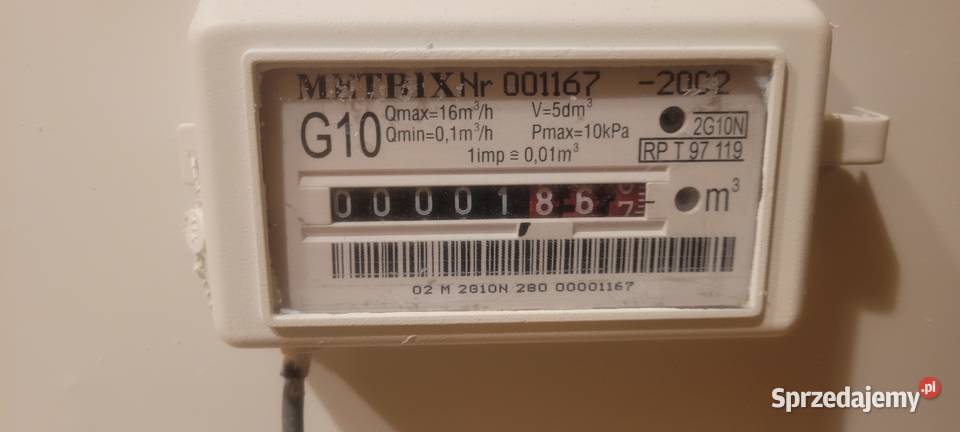 METRIX Nr 001167 -2002
G10
Qmax=16m³/h V=5dm³
Qmin=0,1m³/h Pmax=10kPa
1imp ≅ 0,01m³
2G10N
RP T 97 119
0 0 0 0 1 8 6 7 m³
02 M 2G10N 280 00001167
Sprzedajemy.pl